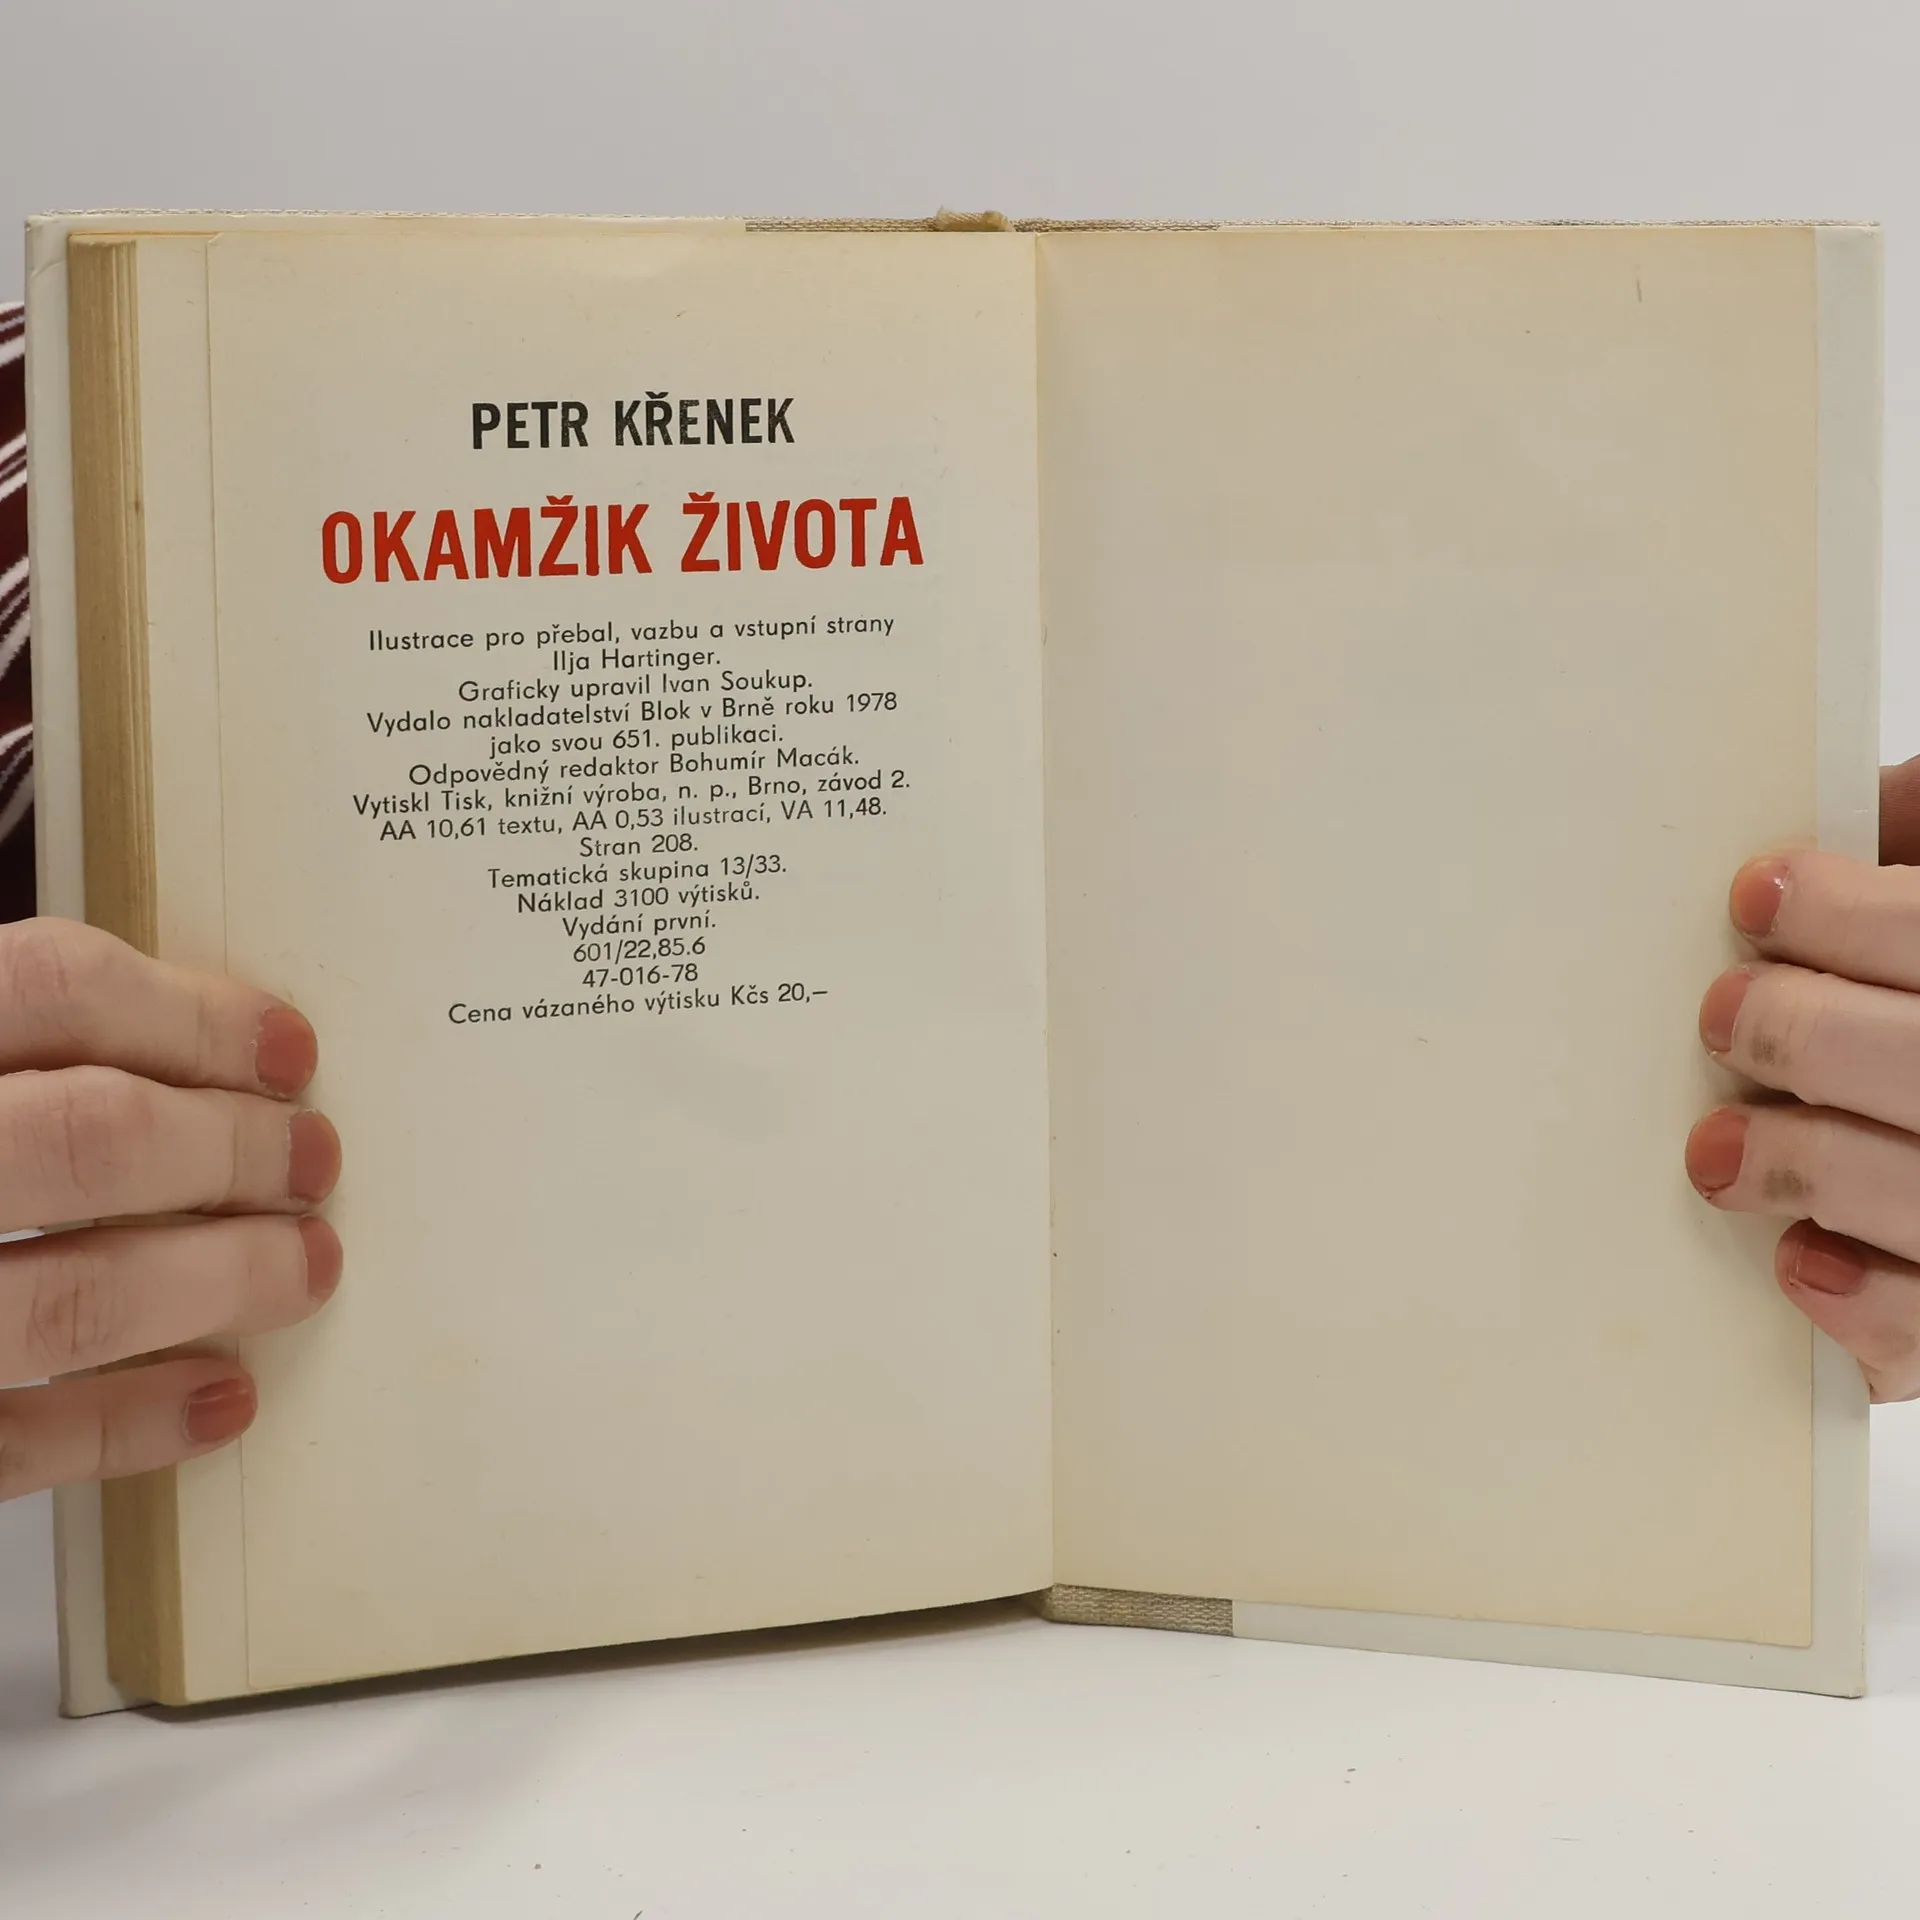 PETR KŘENEK
OKAMŽIK ŽIVOTA
Ilustrace pro přebal, vazbu a vstupní strany
Ilja Hartinger.
Graficky upravil Ivan Soukup.
Vydalo nakladatelství Blok v Brně roku 1978
jako svou 651. publikaci.
Odpovědný redaktor Bohumír Macák.
Vytiskl Tisk, knižní výroba, n. p., Brno, závod 2.
AA 10,61 textu, AA 0,53 ilustrací, VA 11,48.
Stran 208.
Tematická skupina 13/33.
Náklad 3100 výtisků.
Vydání první.
601/22,85.6
47-016-78
Cena vázaného výtisku Kčs 20,–